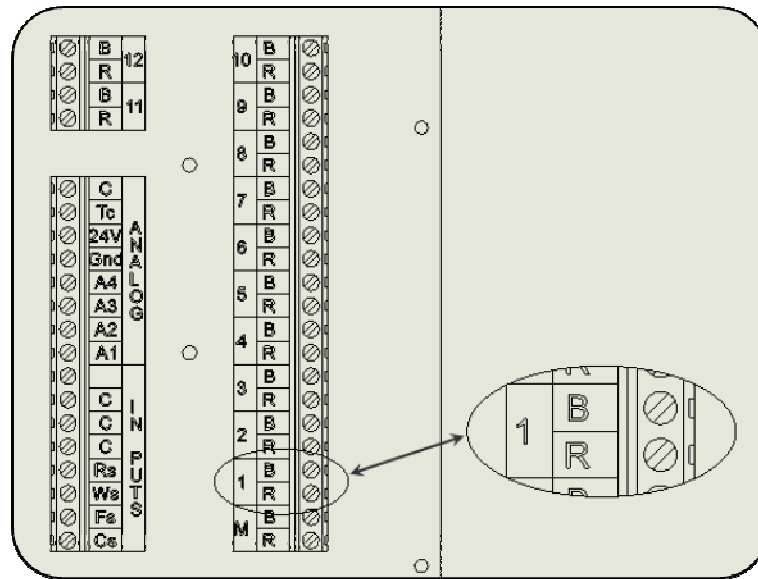 B
12
R
B
11
R
C
Tc
24V
Gnd
A4
A3
A2
A1
ANALOG
C
C
C
Rs
Ws
Fs
Cs
INPUTS
10
B
R
9
B
R
8
B
R
7
B
R
6
B
R
5
B
R
4
B
R
3
B
R
2
B
R
1
B
R
M
B
R
1
B
R